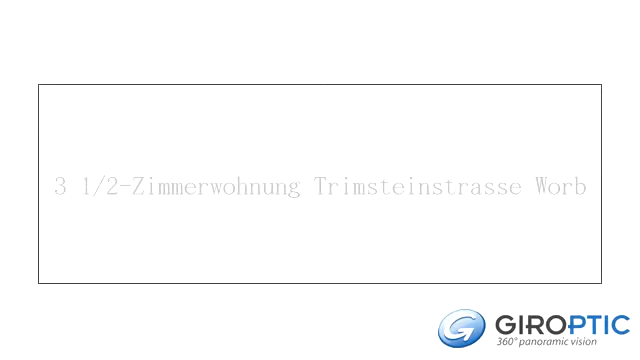 3 1/2-Zimmerwohnung Trimsteinstrasse Worb
GIROPTIC
360° panoramic vision